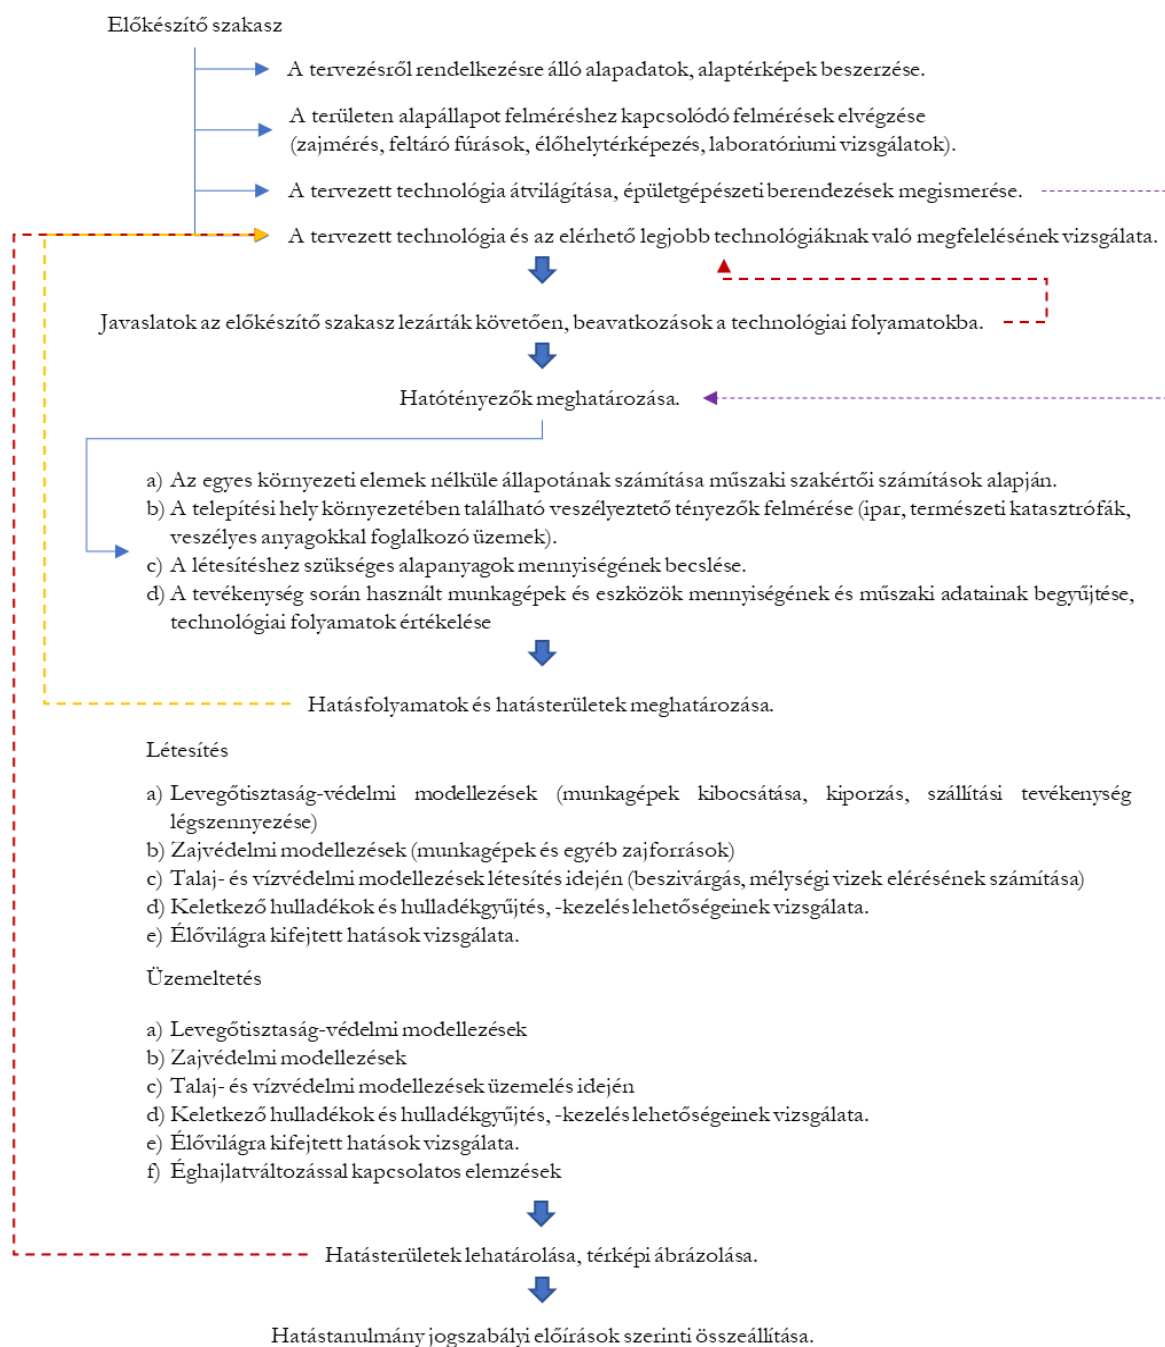 Előkészítő szakasz
A tervezésről rendelkezésre álló alapadatok, alaptérképek beszerzése.
A területen alapállapot felméréshez kapcsolódó felmérések elvégzése
(zajmérés, feltáró fúrások, élőhelytérképezés, laboratóriumi vizsgálatok).
A tervezett technológia átvilágítása, épületgépészeti berendezések megismerése.
A tervezett technológia és az elérhető legjobb technológiáknak való megfelelésének vizsgálata.
Javaslatok az előkészítő szakasz lezárták követően, beavatkozások a technológiai folyamatokba.
Hatótényezők meghatározása.
a) Az egyes környezeti elemek nélküle állapotának számítása műszaki szakértői számítások alapján.
b) A telepítési hely környezetében található veszélyeztető tényezők felmérése (ipar, természeti katasztrófák,
veszélyes anyagokkal foglalkozó üzemek).
c) A létesítéshez szükséges alapanyagok mennyiségének becslése.
d) A tevékenység során használt munkagépek és eszközök mennyiségének és műszaki adatainak begyűjtése,
technológiai folyamatok értékelése
Hatásfolyamatok és hatásterületek meghatározása.
Létesítés
a) Levegőtisztaság-védelmi modellezések (munkagépek kibocsátása, kiporzás, szállítási tevékenység
légszennyezése)
b) Zajvédelmi modellezések (munkagépek és egyéb zajforrások)
c) Talaj- és vízvédelmi modellezések létesítés idején (beszivárgás, mélységi vizek elérésének számítása)
d) Keletkező hulladékok és hulladékgyűjtés, -kezelés lehetőségeinek vizsgálata.
e) Élővilágra kifejtett hatások vizsgálata.
Üzemeltetés
a) Levegőtisztaság-védelmi modellezések
b) Zajvédelmi modellezések
c) Talaj- és vízvédelmi modellezések üzemelés idején
d) Keletkező hulladékok és hulladékgyűjtés, -kezelés lehetőségeinek vizsgálata.
e) Élővilágra kifejtett hatások vizsgálata.
f) Éghajlatváltozással kapcsolatos elemzések
Hatásterületek lehatárolása, térképi ábrázolása.
Hatástanulmány jogszabályi előírások szerinti összeállítása.